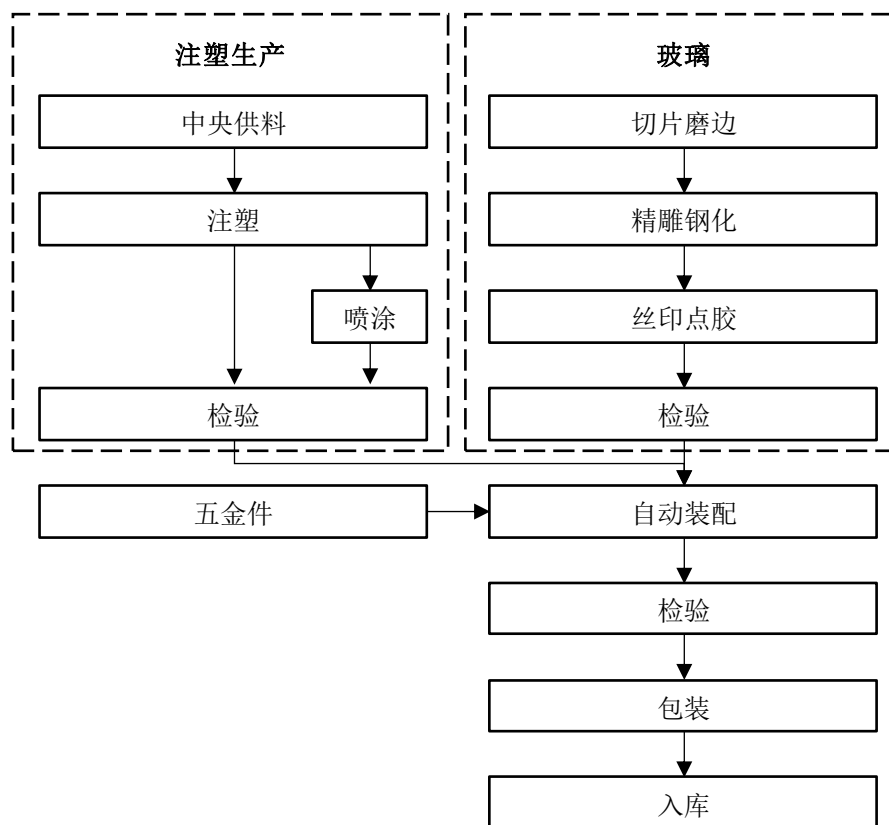 注塑生产
中央供料
注塑
喷涂
检验
玻璃
切片磨边
精雕钢化
丝印点胶
检验
五金件
自动装配
检验
包装
入库